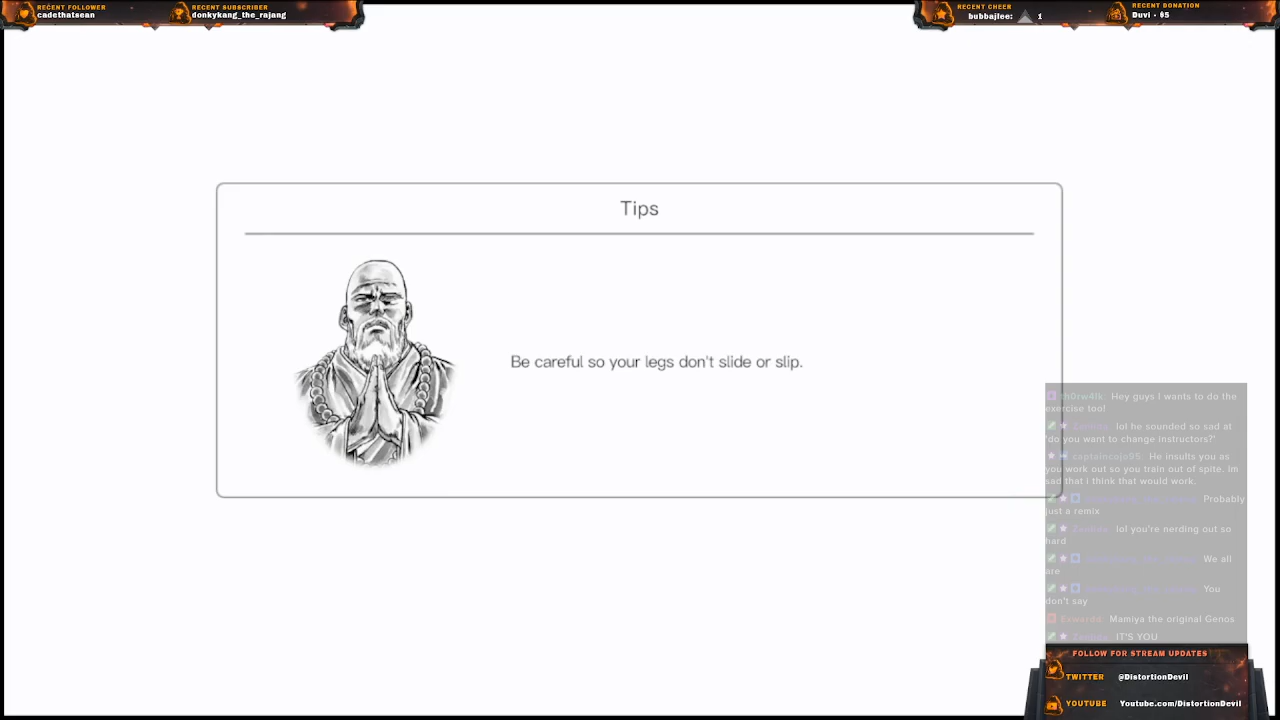 RECENT FOLLOWER
cadethatsean
RECENT SUBSCRIBER
donkykang_the_rajang
RECENT CHEER
bubbajlee: 1
RECENT DONATION
Duvi - $5
Tips
Be careful so your legs don't slide or slip.
Hey guys I wants to do the
exercise too!
lol he sounded so sad at
'do you want to change instructors?'
captaincojo95: He insults you as
you work out so you train out of spite. im
sad that i think that would work.
Probably
just a remix
lol you're nerding out so
hard
We all
are
You
don't say
Mamiya the original Genos
IT'S YOU
FOLLOW FOR STREAM UPDATES
TWITTER @DistortionDevil
YOUTUBE Youtube.com/DistortionDevil